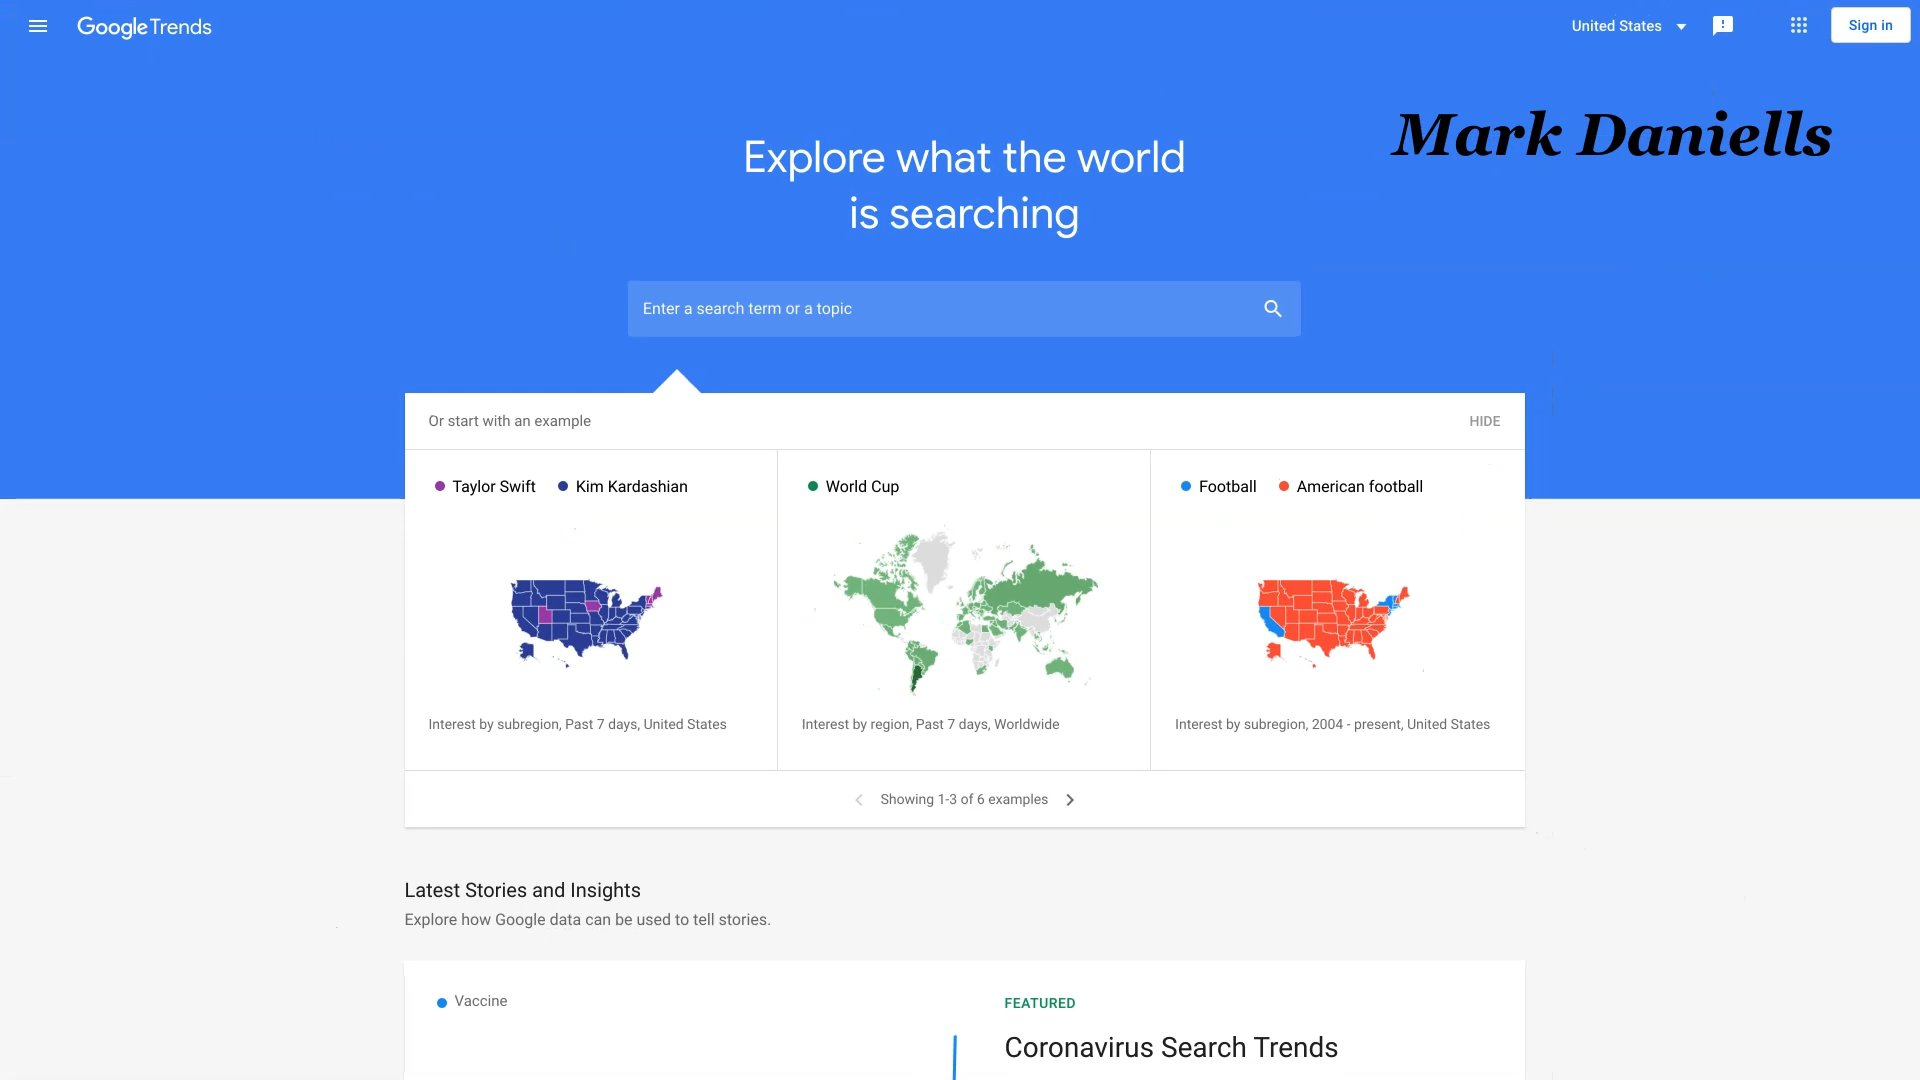 Google Trends
United States
Sign in
Mark Daniells
Explore what the world
is searching
Enter a search term or a topic
Or start with an example
HIDE
Taylor Swift Kim Kardashian
Interest by subregion, Past 7 days, United States
World Cup
Interest by region, Past 7 days, Worldwide
Football American football
Interest by subregion, 2004 - present, United States
Showing 1-3 of 6 examples
Latest Stories and Insights
Explore how Google data can be used to tell stories.
Vaccine
FEATURED
Coronavirus Search Trends